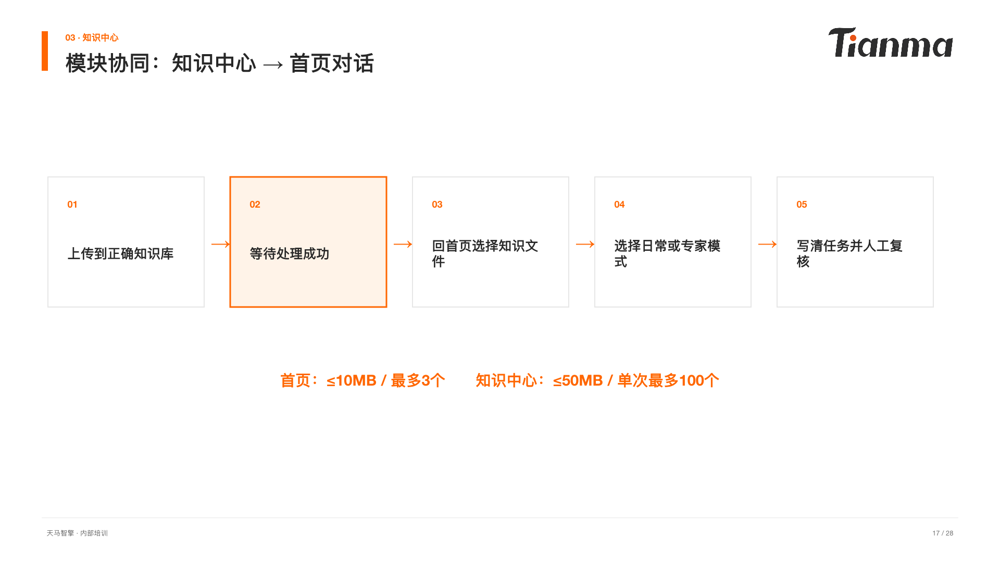 03 · 知识中心
Tianma
模块协同：知识中心 → 首页对话
01
上传到正确知识库
→
02
等待处理成功
→
03
回首页选择知识文
件
→
04
选择日常或专家模
式
→
05
写清任务并人工复
核
首页：≤10MB / 最多3个 知识中心：≤50MB / 单次最多100个
天马智擎 · 内部培训
17 / 28